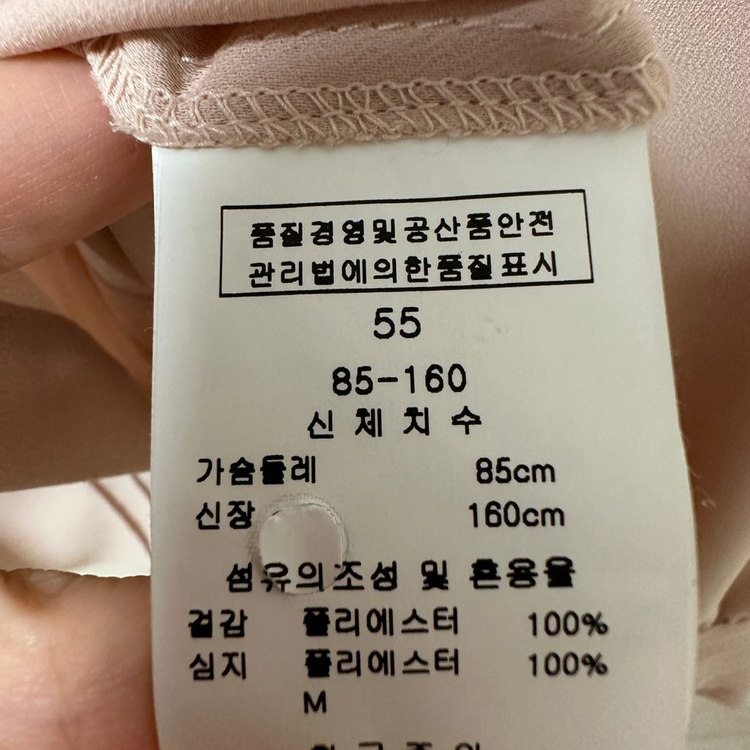 품질경영및공산품안전
관리법에의한품질표시
55
85-160
신체치수
가슴둘레 85cm
신장 160cm
섬유의조성 및 혼용율
겉감 폴리에스터 100%
심지 폴리에스터 100%
M